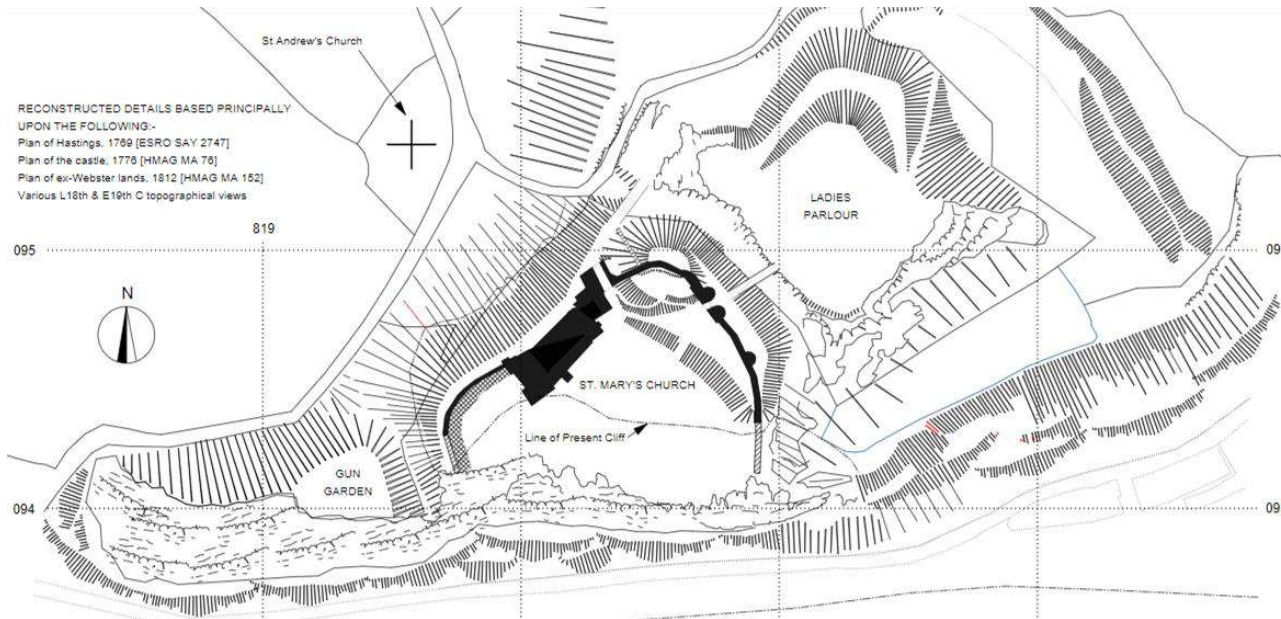 St Andrew's Church
RECONSTRUCTED DETAILS BASED PRINCIPALLY
UPON THE FOLLOWING:-
Plan of Hastings, 1769 [ESRO SAY 2747]
Plan of the castle, 1776 [HMAG MA 76]
Plan of ex-Webster lands, 1812 [HMAG MA 152]
Various L18th & E19th C topographical views
LADIES
PARLOUR
819
095
09
N
ST. MARY'S CHURCH
Line of Present Cliff
GUN
GARDEN
094
09